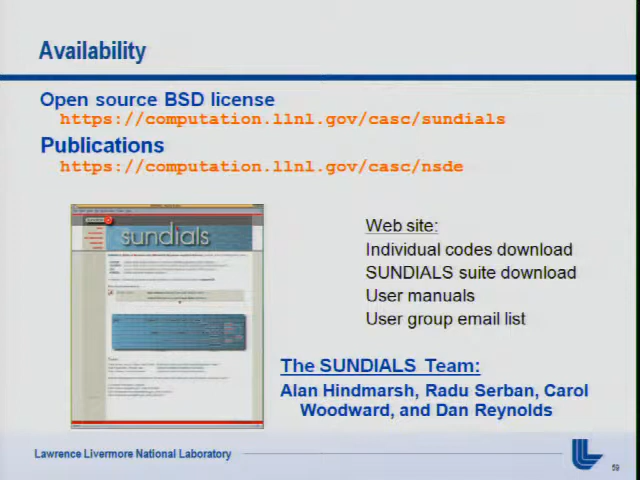 Availability
Open source BSD license
https://computation.llnl.gov/casc/sundials
Publications
https://computation.llnl.gov/casc/nsde
sundials
Web site:
Individual codes download
SUNDIALS suite download
User manuals
User group email list
The SUNDIALS Team:
Alan Hindmarsh, Radu Serban, Carol
Woodward, and Dan Reynolds
Lawrence Livermore National Laboratory
59